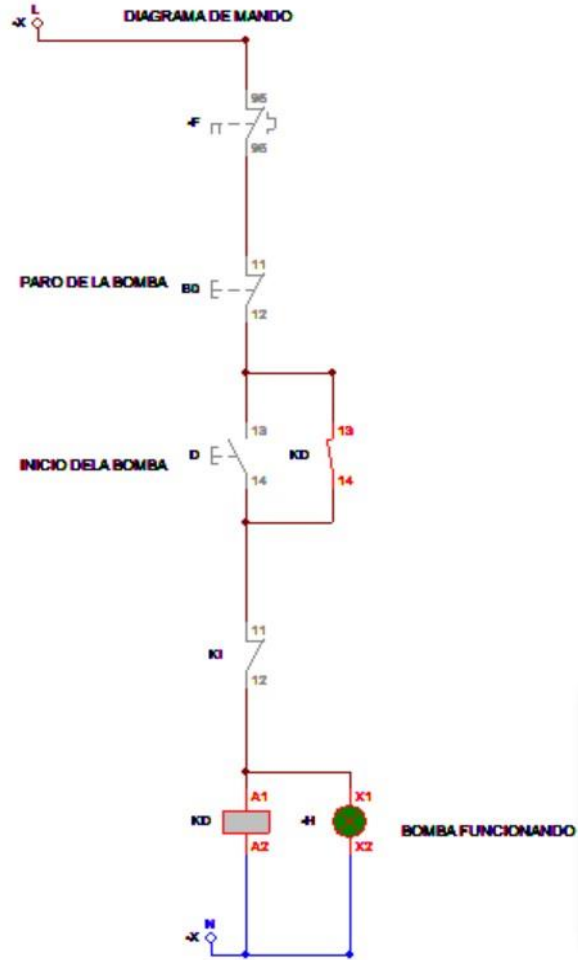 L
-X
DIAGRAMA DE MANDO
95
-F
96
11
PARO DE LA BOMBA
B0
12
13
13
D
KD
INICIO DELA BOMBA
14
14
11
KI
12
A1
X1
KD
-H
BOMBA FUNCIONANDO
A2
X2
N
-X